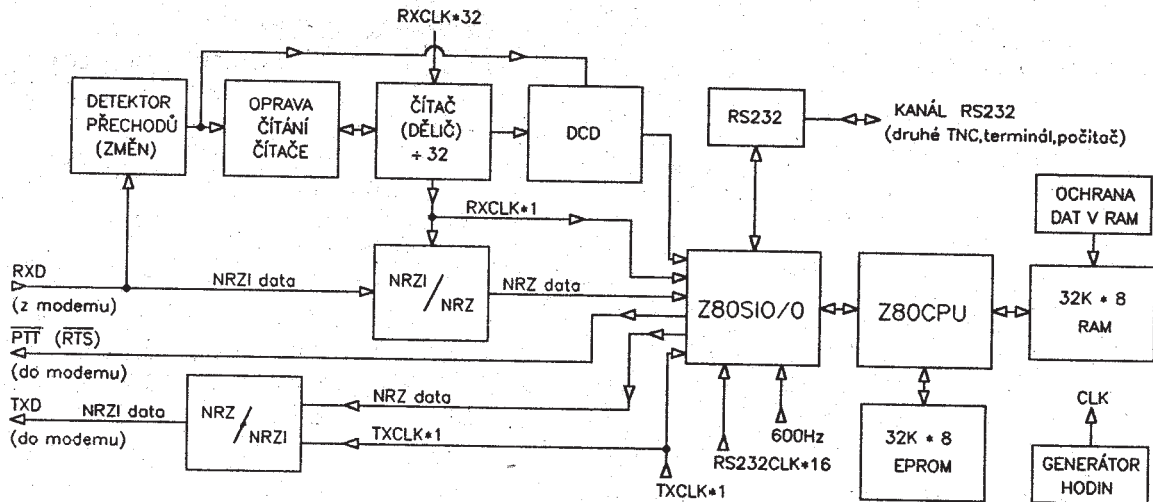 RXCLK*32
DETEKTOR
PŘECHODŮ
(ZMĚN)
OPRAVA
ČÍTÁNÍ
ČÍTAČE
ČÍTAČ
(DĚLIČ)
÷ 32
DCD
RS232
KANÁL RS232
(druhé TNC,terminál,počítač)
OCHRANA
DAT V RAM
RXCLK*1
RXD
(z modemu)
NRZI data
NRZI/NRZ
NRZ data
Z80SIO/0
Z80CPU
32K * 8
RAM
PTT (RTS)
(do modemu)
TXD
(do modemu)
NRZI data
NRZ/NRZI
NRZ data
TXCLK*1
600Hz
RS232CLK*16
TXCLK*1
32K * 8
EPROM
CLK
GENERÁTOR
HODIN